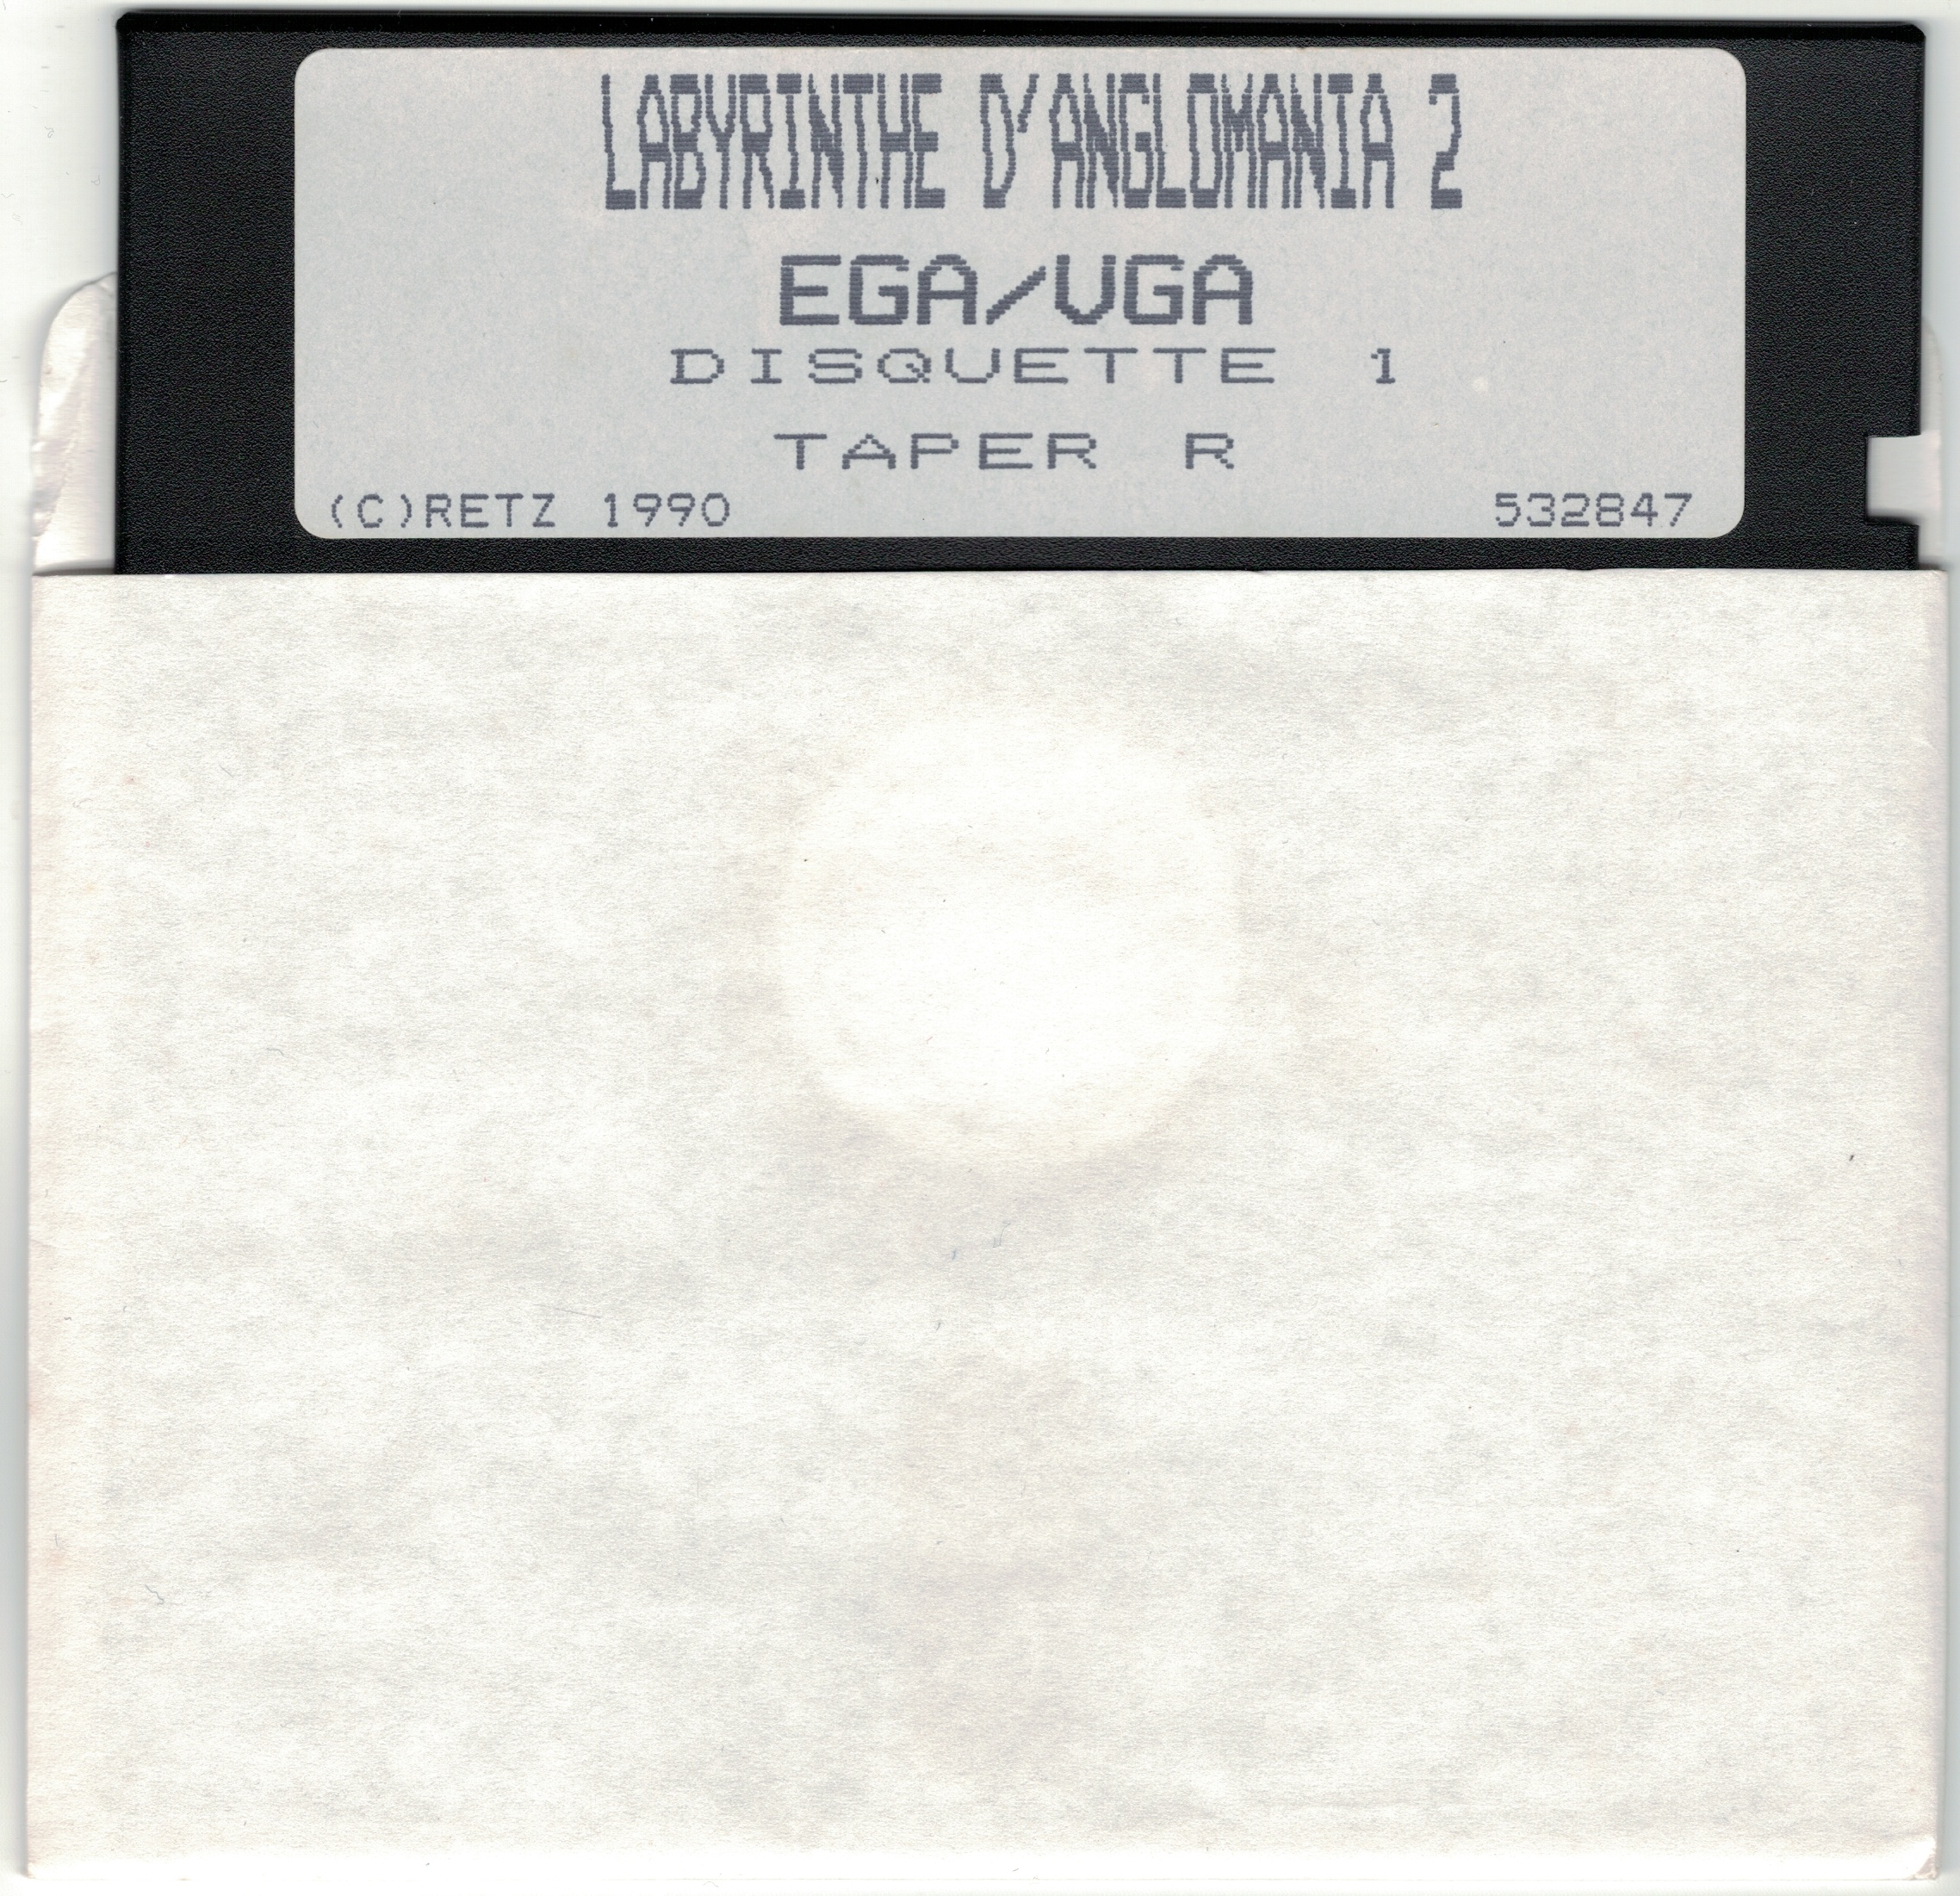 LABYRINTHE D'ANGLOMANIA 2
EGA/VGA
DISQUETTE 1
TAPER R
(C)RETZ 1990 532847